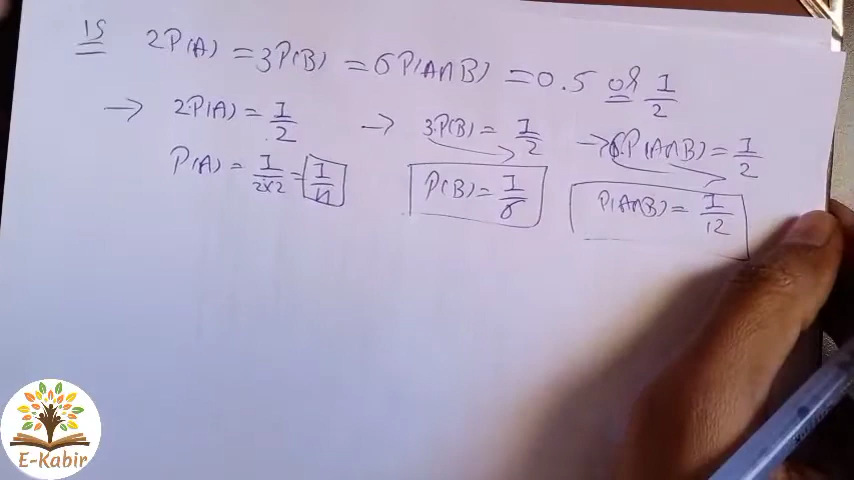 15 2P(A) = 3P(B) = 6P(A∩B) = 0.5 or 1/2
→ 2P(A) = 1/2 → 3P(B) = 1/2 → 6P(A∩B) = 1/2
P(A) = 1/2×2 = 1/4 P(B) = 1/6 P(A∩B) = 1/12
E-Kabir